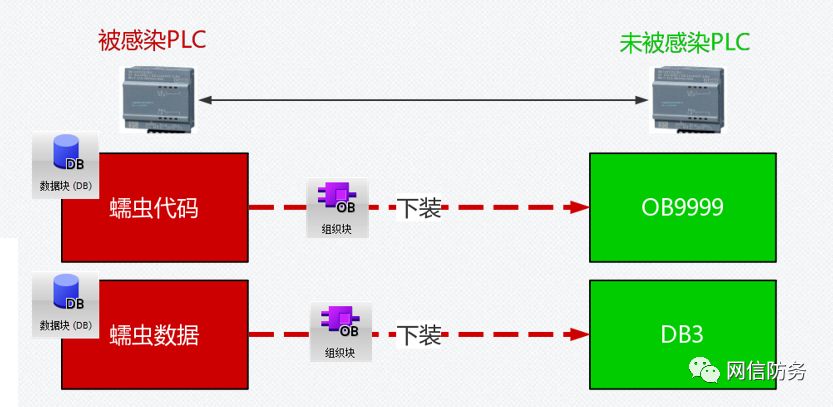 被感染PLC
未被感染PLC
DB
数据块 (DB)
蠕虫代码
OB
组织块
下装
OB9999
DB
数据块 (DB)
蠕虫数据
OB
组织块
下装
DB3
网信防务